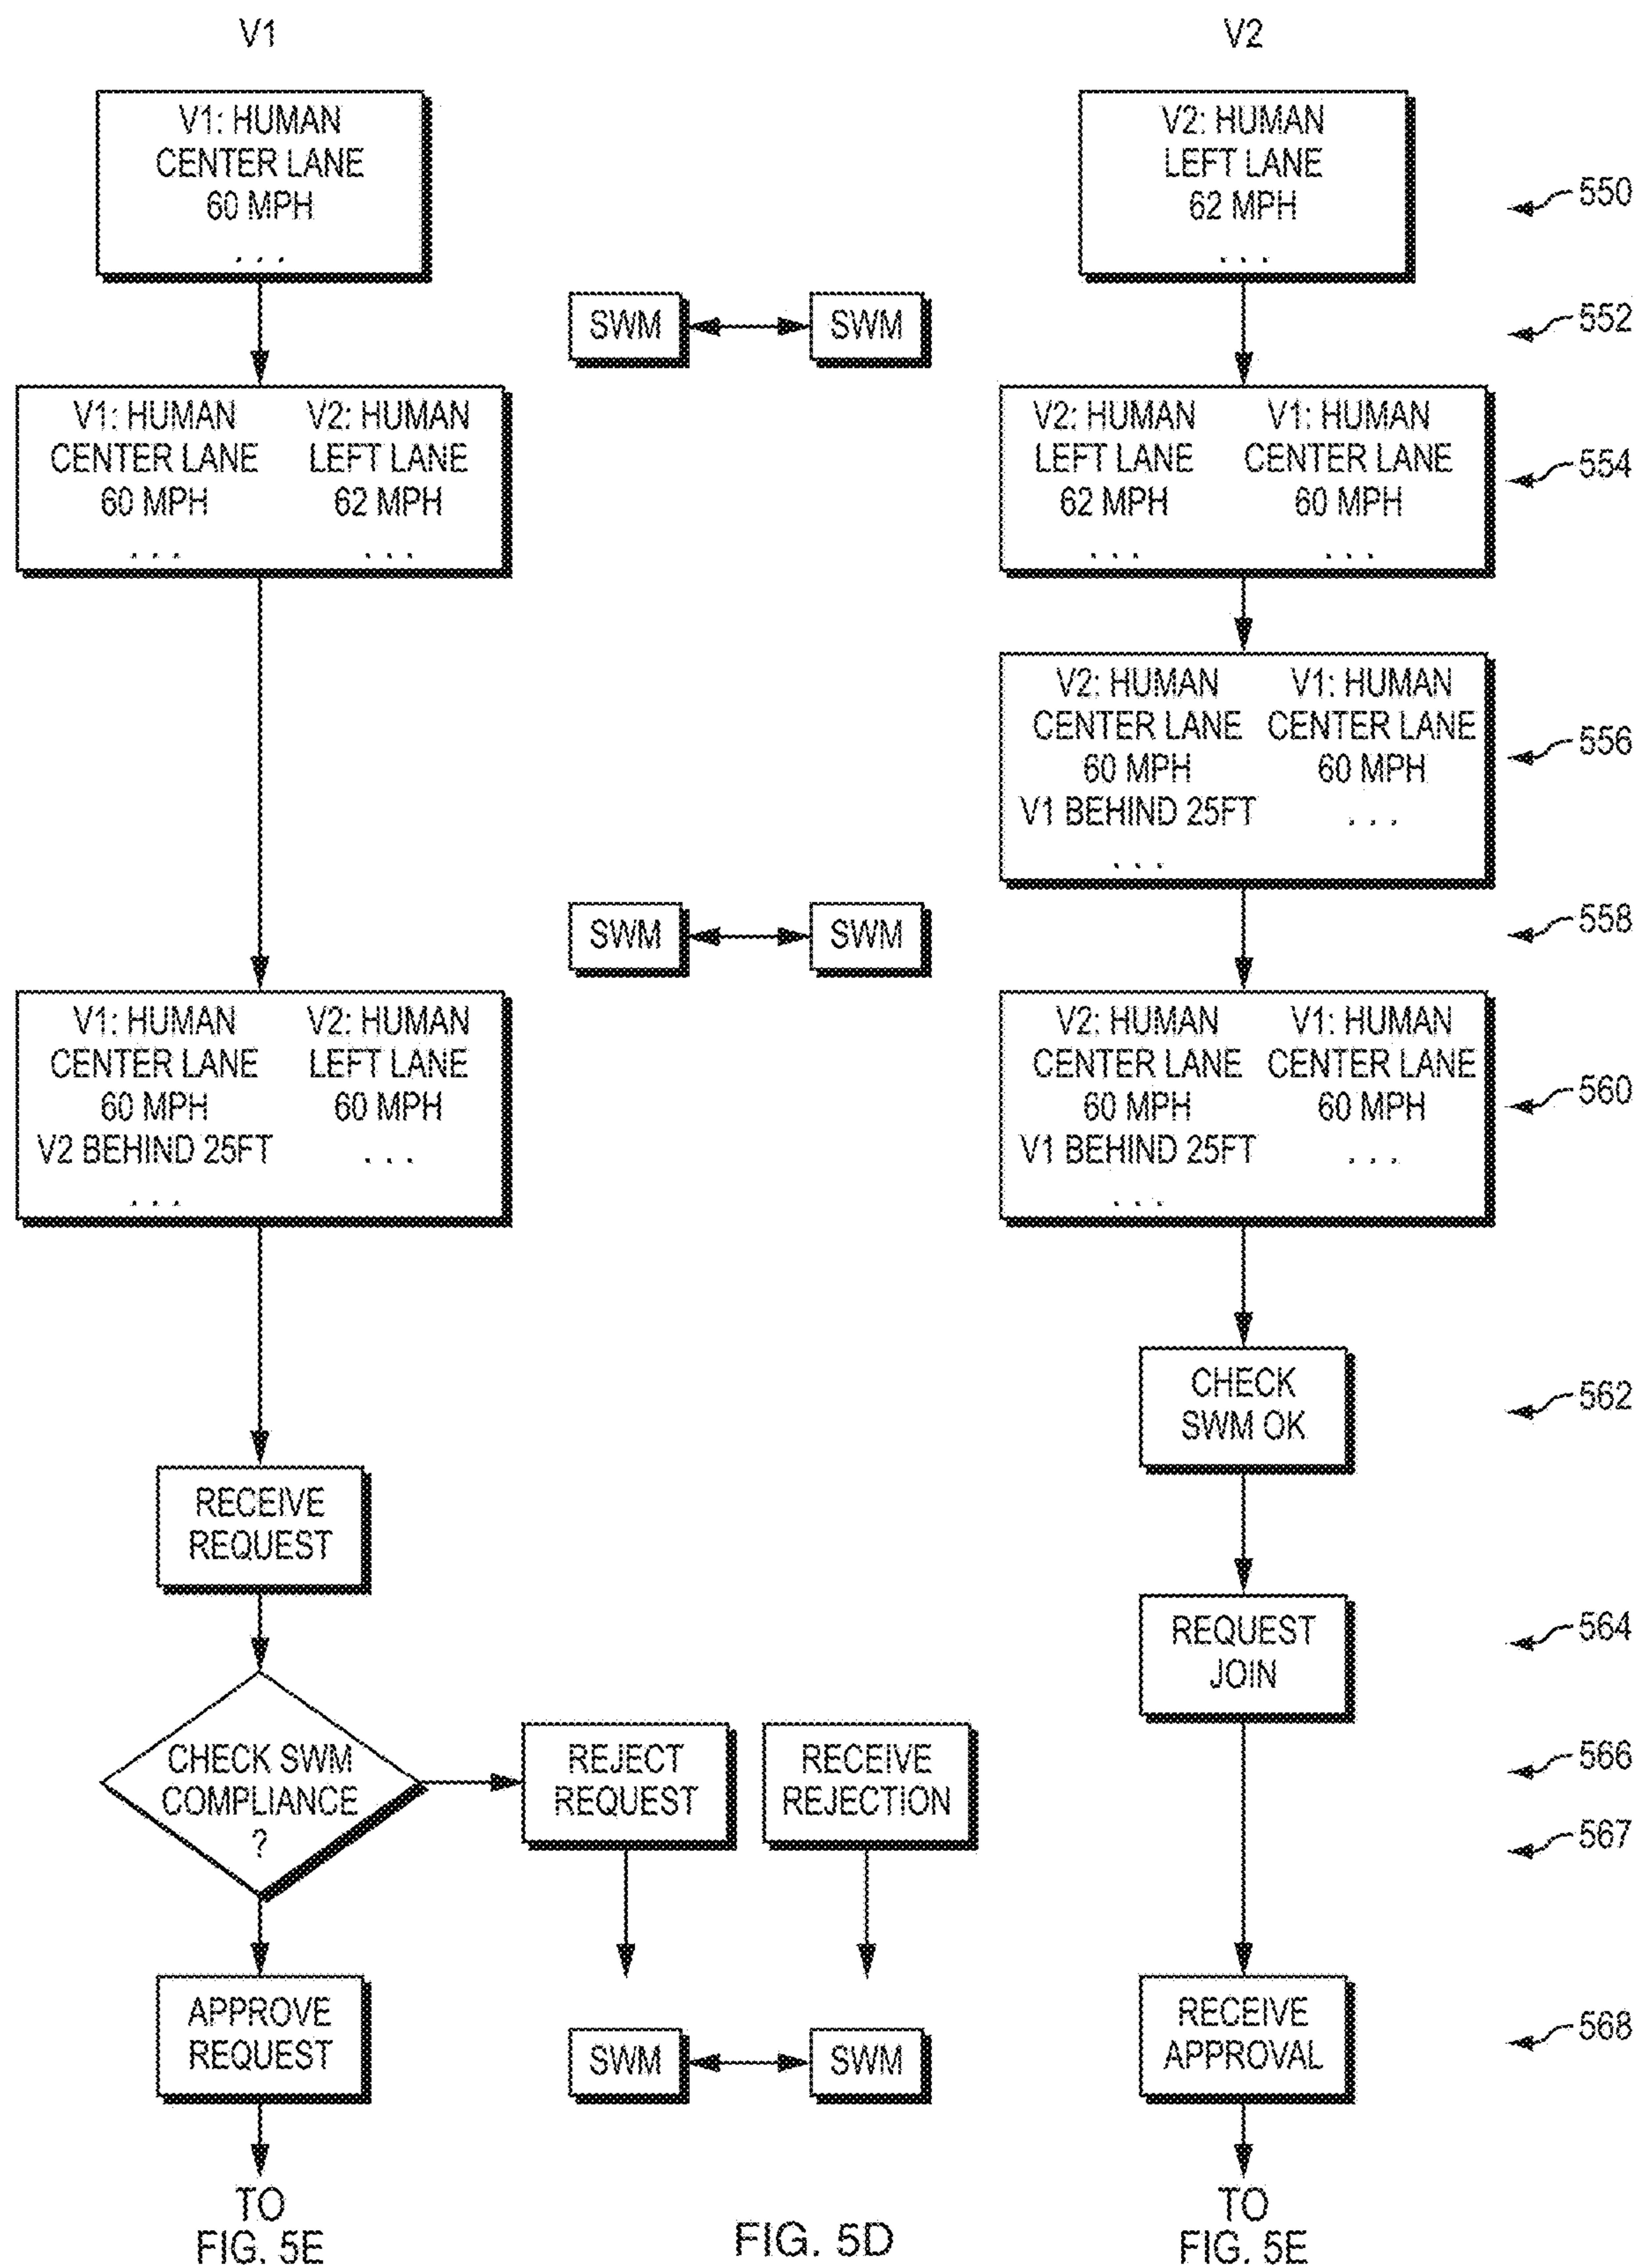 V1
V2
V1: HUMAN
CENTER LANE
60 MPH
. . .
V2: HUMAN
LEFT LANE
62 MPH
. . .
550
SWM
SWM
552
V1: HUMAN
CENTER LANE
60 MPH
. . .
V2: HUMAN
LEFT LANE
62 MPH
. . .
V2: HUMAN
LEFT LANE
62 MPH
. . .
V1: HUMAN
CENTER LANE
60 MPH
. . .
554
V2: HUMAN
CENTER LANE
60 MPH
V1 BEHIND 25FT
. . .
V1: HUMAN
CENTER LANE
60 MPH
. . .
556
SWM
SWM
558
V1: HUMAN
CENTER LANE
60 MPH
V2 BEHIND 25FT
. . .
V2: HUMAN
LEFT LANE
60 MPH
. . .
V2: HUMAN
CENTER LANE
60 MPH
V1 BEHIND 25FT
. . .
V1: HUMAN
CENTER LANE
60 MPH
. . .
560
CHECK
SWM OK
562
RECEIVE
REQUEST
REQUEST
JOIN
564
CHECK SWM
COMPLIANCE
?
REJECT
REQUEST
RECEIVE
REJECTION
566
567
APPROVE
REQUEST
SWM
SWM
RECEIVE
APPROVAL
568
TO
FIG. 5E
FIG. 5D
TO
FIG. 5E